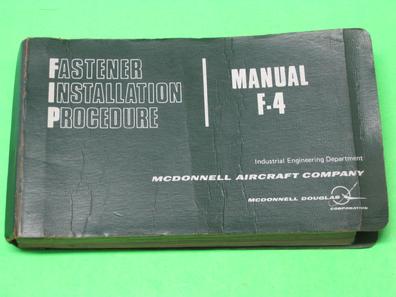 FASTENER
INSTALLATION
PROCEDURE
MANUAL
F-4
Industrial Engineering Department
MCDONNELL AIRCRAFT COMPANY
MCDONNELL DOUGLAS
CORPORATION